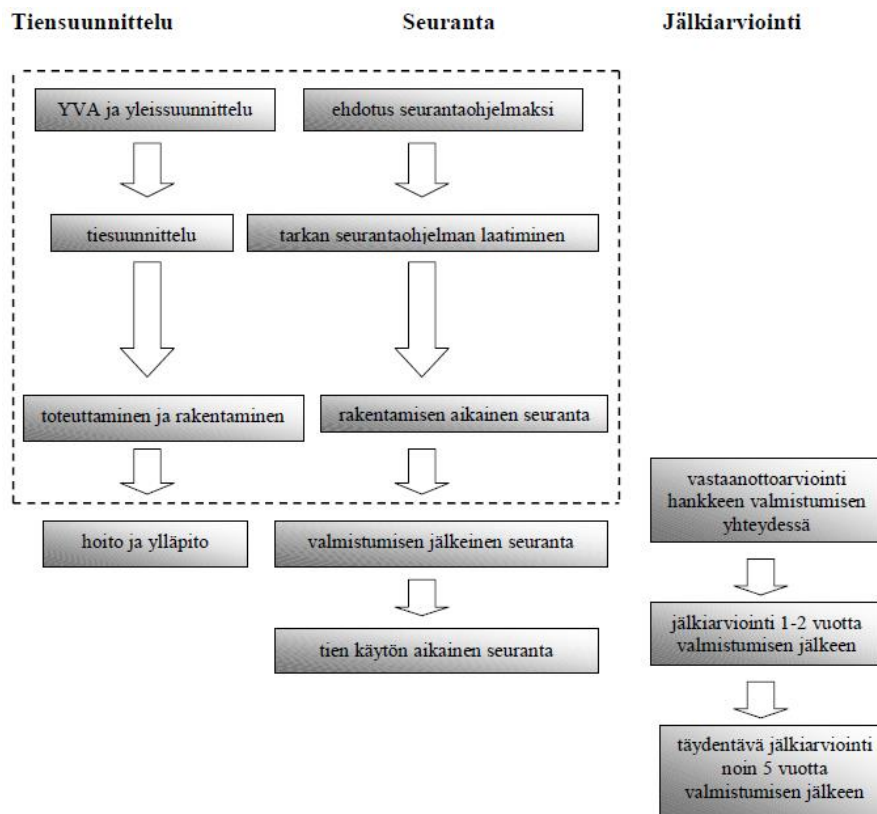 Tiensuunnittelu
Seuranta
Jälkiarviointi
YVA ja yleissuunnittelu
ehdotus seurantaohjelmaksi
tiesuunnittelu
tarkan seurantaohjelman laatiminen
toteuttaminen ja rakentaminen
rakentamisen aikainen seuranta
vastaanottoarviointi
hankkeen valmistumisen
yhteydessä
hoito ja ylläpito
valmistumisen jälkeinen seuranta
jälkiarviointi 1-2 vuotta
valmistumisen jälkeen
tien käytön aikainen seuranta
täydentävä jälkiarviointi
noin 5 vuotta
valmistumisen jälkeen